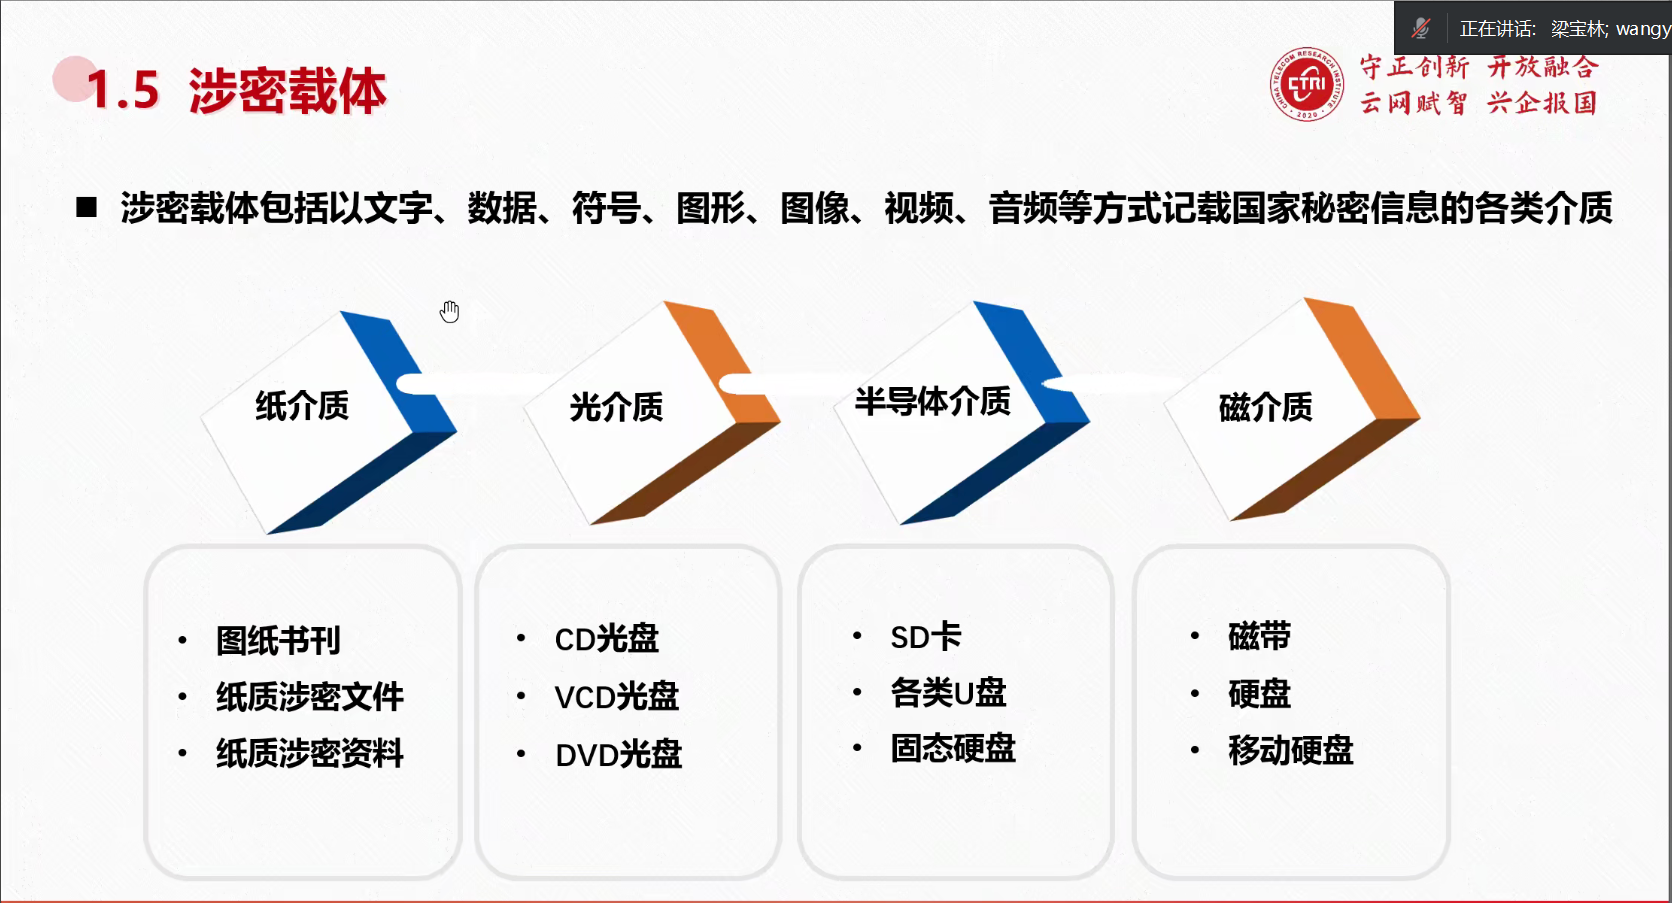 正在讲话: 梁宝林; wangy
1.5 涉密载体
CHINA TELECOM RESEARCH INSTITUTE
CTRI
2020
守正创新 开放融合
云网赋智 兴企报国
■ 涉密载体包括以文字、数据、符号、图形、图像、视频、音频等方式记载国家秘密信息的各类介质
纸介质
光介质
半导体介质
磁介质
• 图纸书刊
• 纸质涉密文件
• 纸质涉密资料
• CD光盘
• VCD光盘
• DVD光盘
• SD卡
• 各类U盘
• 固态硬盘
• 磁带
• 硬盘
• 移动硬盘